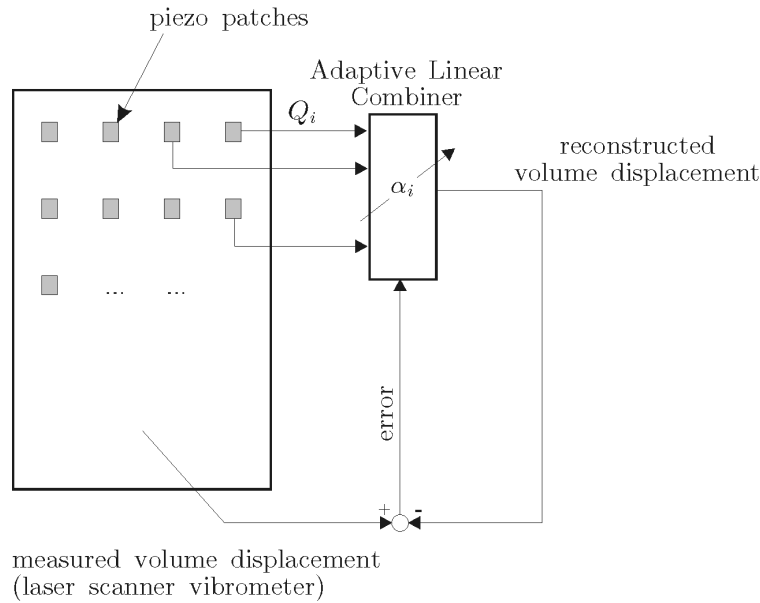 piezo patches
Adaptive Linear
Combiner
Q_i
reconstructed
volume displacement
α_i
... ...
error
+ -
measured volume displacement
(laser scanner vibrometer)